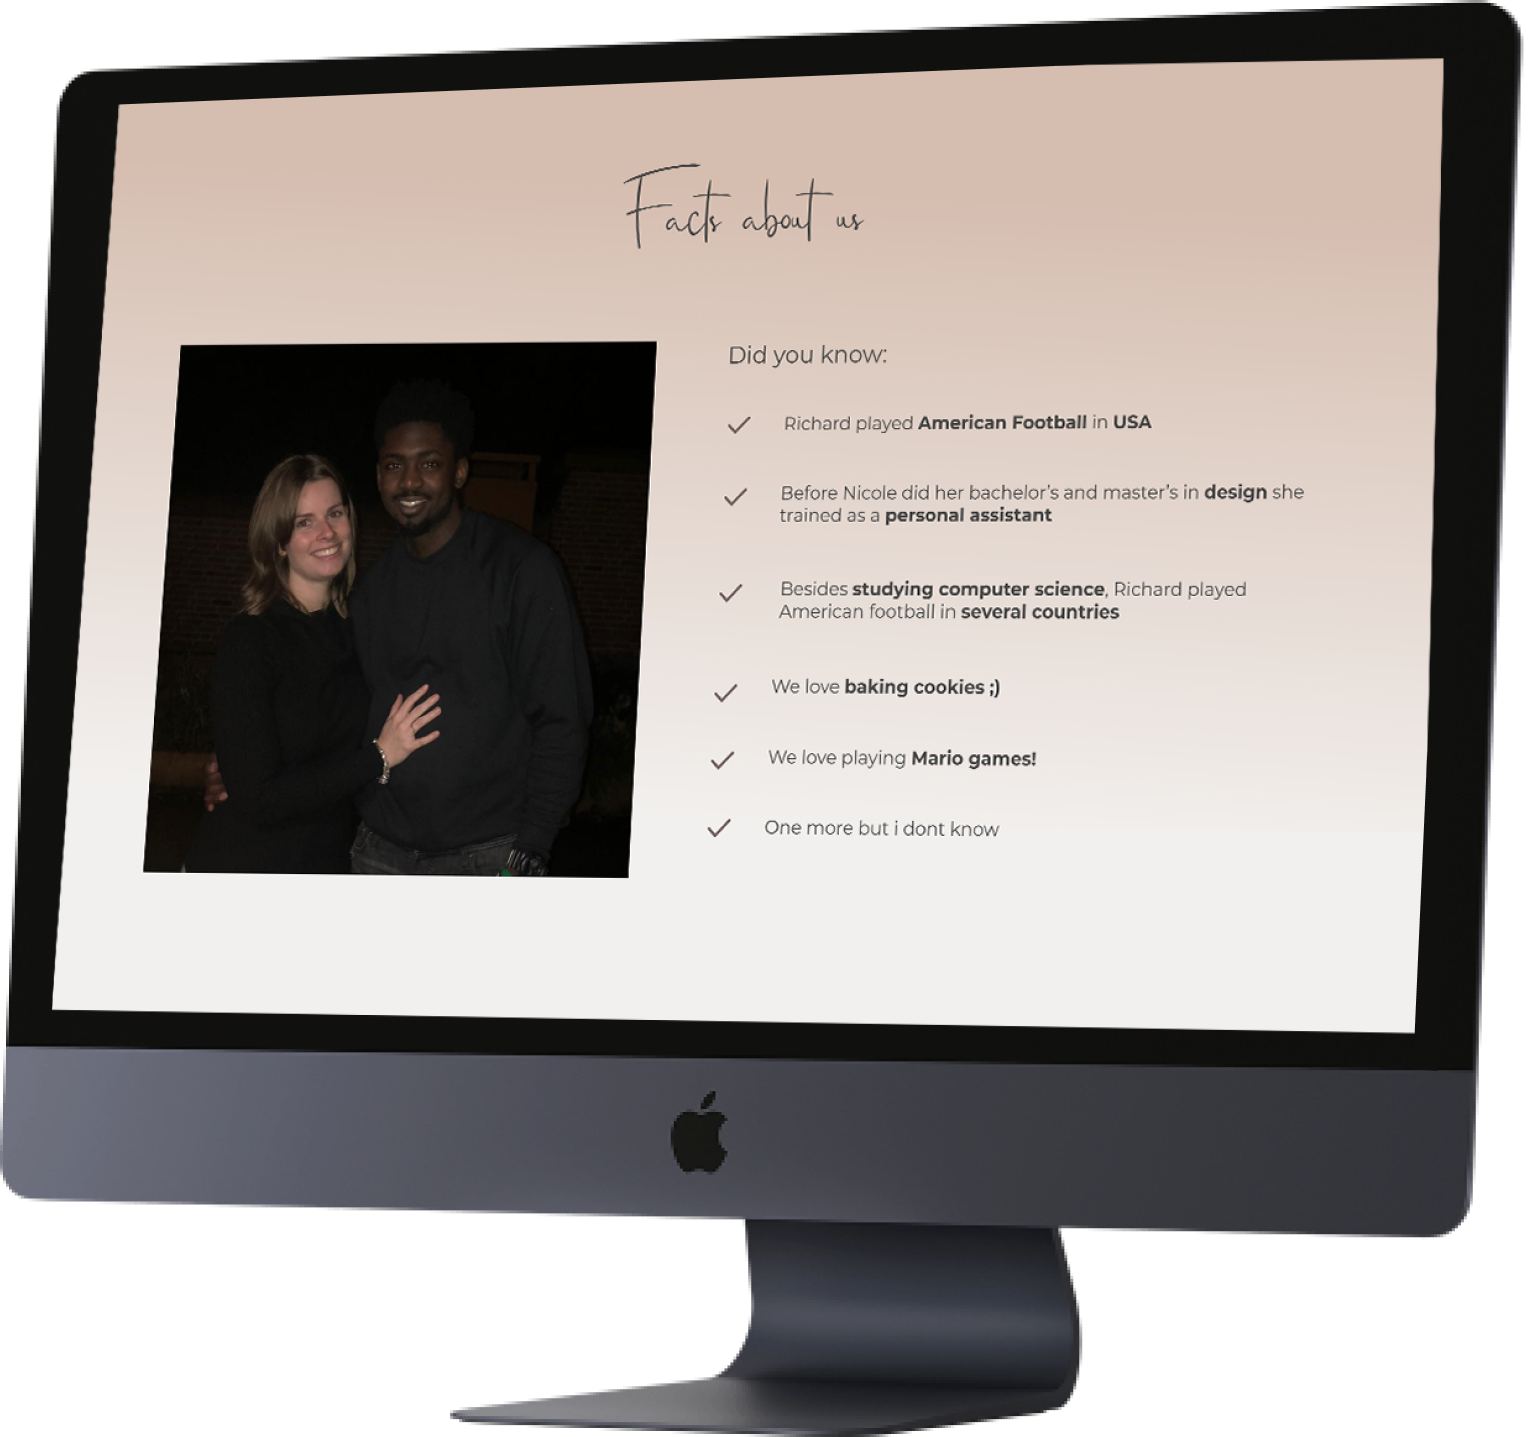 Facts about us
Did you know:
Richard played American Football in USA
Before Nicole did her bachelor's and master's in design she
trained as a personal assistant
Besides studying computer science, Richard played
American football in several countries
We love baking cookies ;)
We love playing Mario games!
One more but i dont know